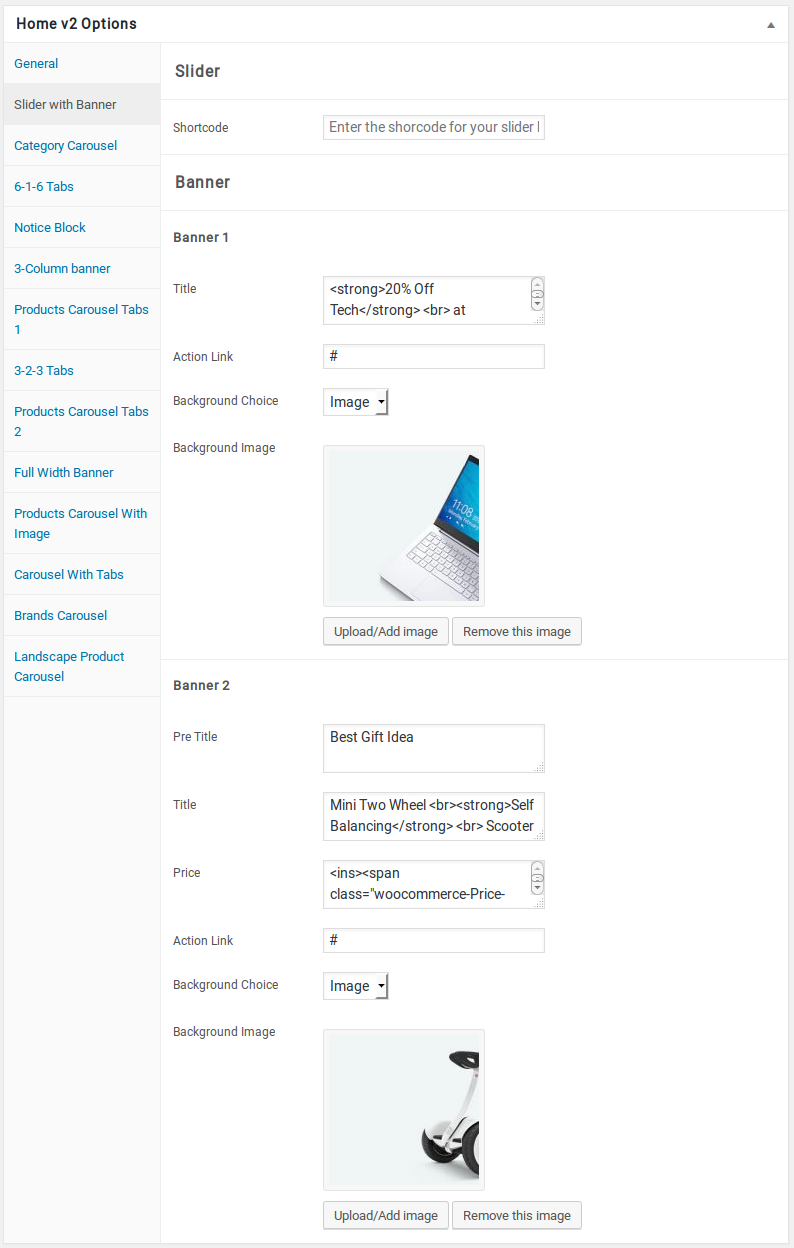 Home v2 Options
General
Slider with Banner
Category Carousel
6-1-6 Tabs
Notice Block
3-Column banner
Products Carousel Tabs
1
3-2-3 Tabs
Products Carousel Tabs
2
Full Width Banner
Products Carousel With
Image
Carousel With Tabs
Brands Carousel
Landscape Product
Carousel
Slider
Shortcode
Enter the shorcode for your slider
Banner
Banner 1
Title
<strong>20% Off
Tech</strong> <br> at
Action Link
#
Background Choice
Image
Background Image
11:08
Upload/Add image
Remove this image
Banner 2
Pre Title
Best Gift Idea
Title
Mini Two Wheel <br><strong>Self
Balancing</strong> <br> Scooter
Price
<ins><span
class="woocommerce-Price-
Action Link
#
Background Choice
Image
Background Image
Upload/Add image
Remove this image